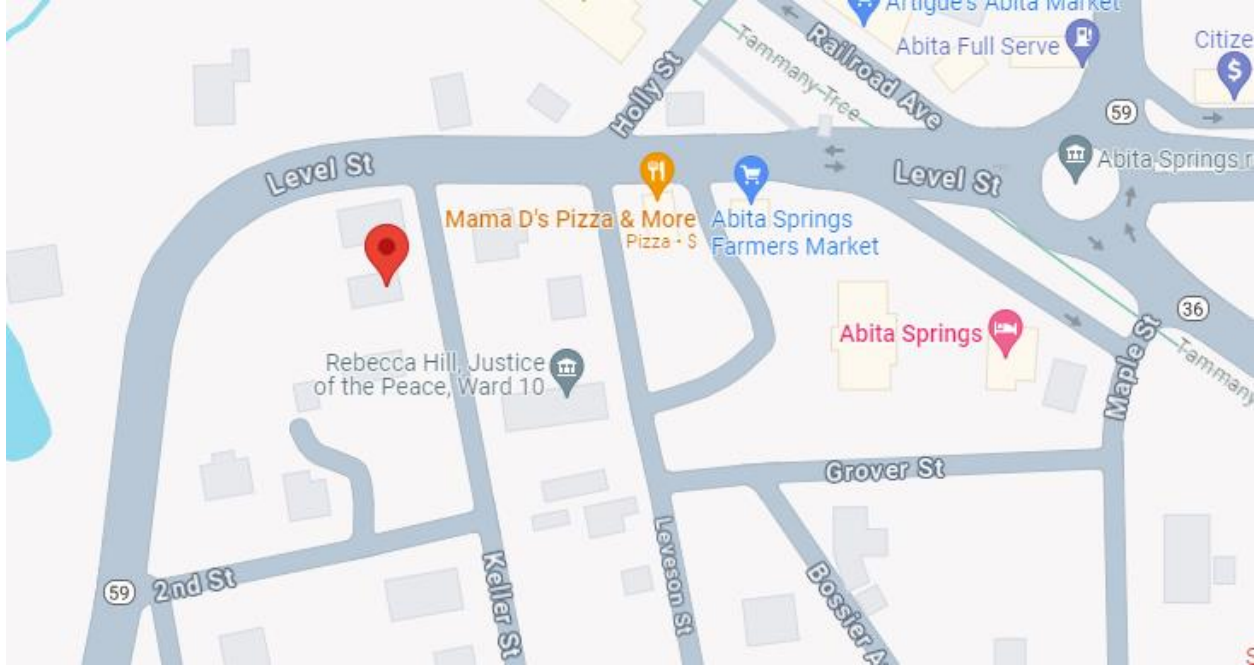 Artigue's Abita Market
Railroad Ave
Abita Full Serve
Citize
Tammany Trace
Holly St
59
Level St
Level St
Abita Springs r
Mama D's Pizza & More
Pizza · $
Abita Springs
Farmers Market
36
Abita Springs
Maple St
Tammany
Rebecca Hill, Justice
of the Peace, Ward 10
Grover St
Leveson St
Keller St
Bossier A
59
2nd St